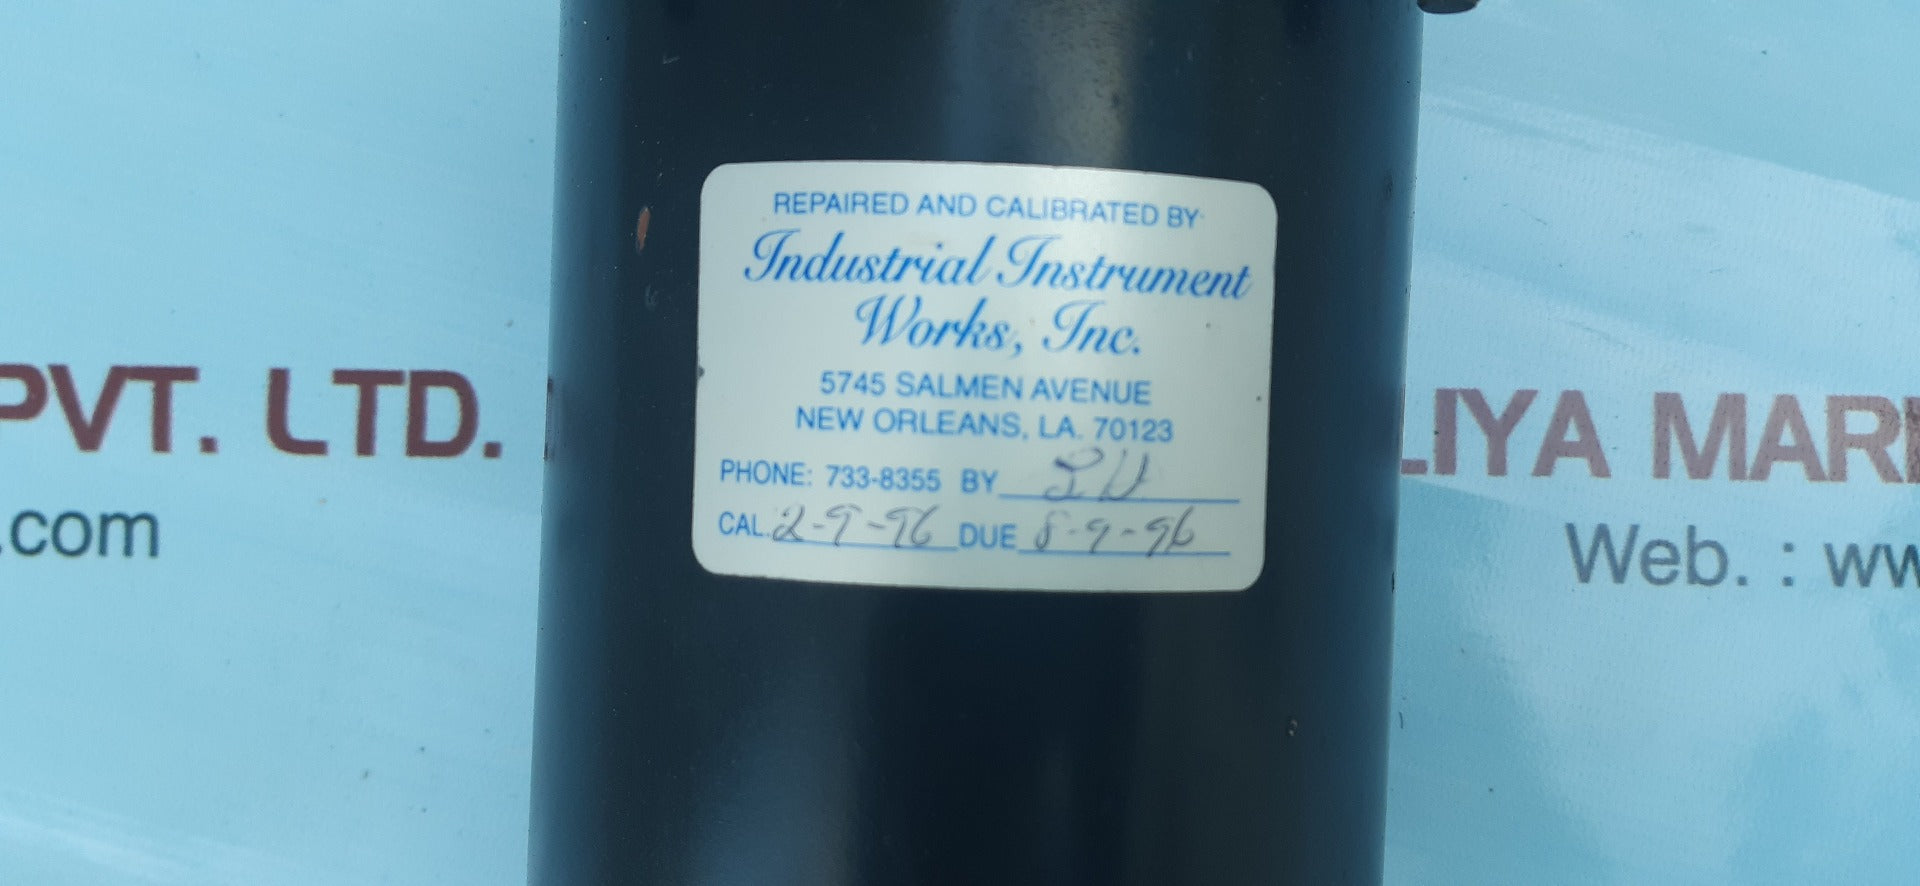 REPAIRED AND CALIBRATED BY
Industrial Instrument
Works, Inc.
5745 SALMEN AVENUE
NEW ORLEANS, LA. 70123
PHONE: 733-8355 BY
CAL. 2-9-96 DUE 8-9-96
PVT. LTD.
.com
LIYA MAR
Web. : ww